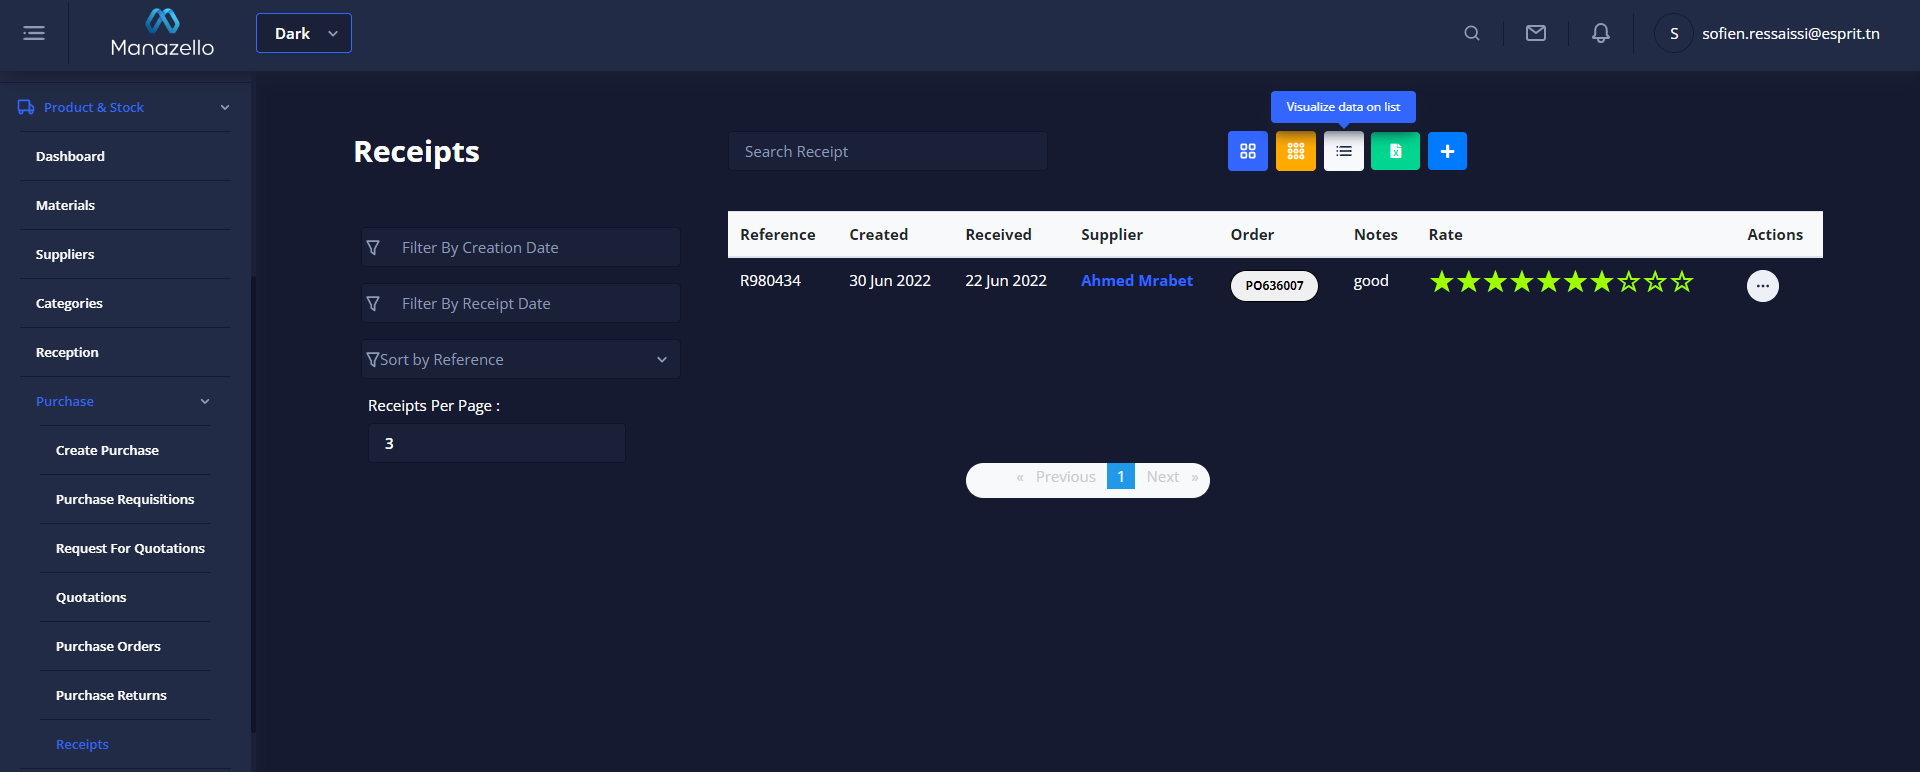 Manazello
Dark
S
sofien.ressaissi@esprit.tn
Product & Stock
Dashboard
Materials
Suppliers
Categories
Reception
Purchase
Create Purchase
Purchase Requisitions
Request For Quotations
Quotations
Purchase Orders
Purchase Returns
Receipts
Receipts
Search Receipt
Visualize data on list
Filter By Creation Date
Filter By Receipt Date
Sort by Reference
Receipts Per Page :
3
Reference Created Received Supplier Order Notes Rate Actions
R980434 30 Jun 2022 22 Jun 2022 Ahmed Mrabet PO636007 good
« Previous 1 Next »